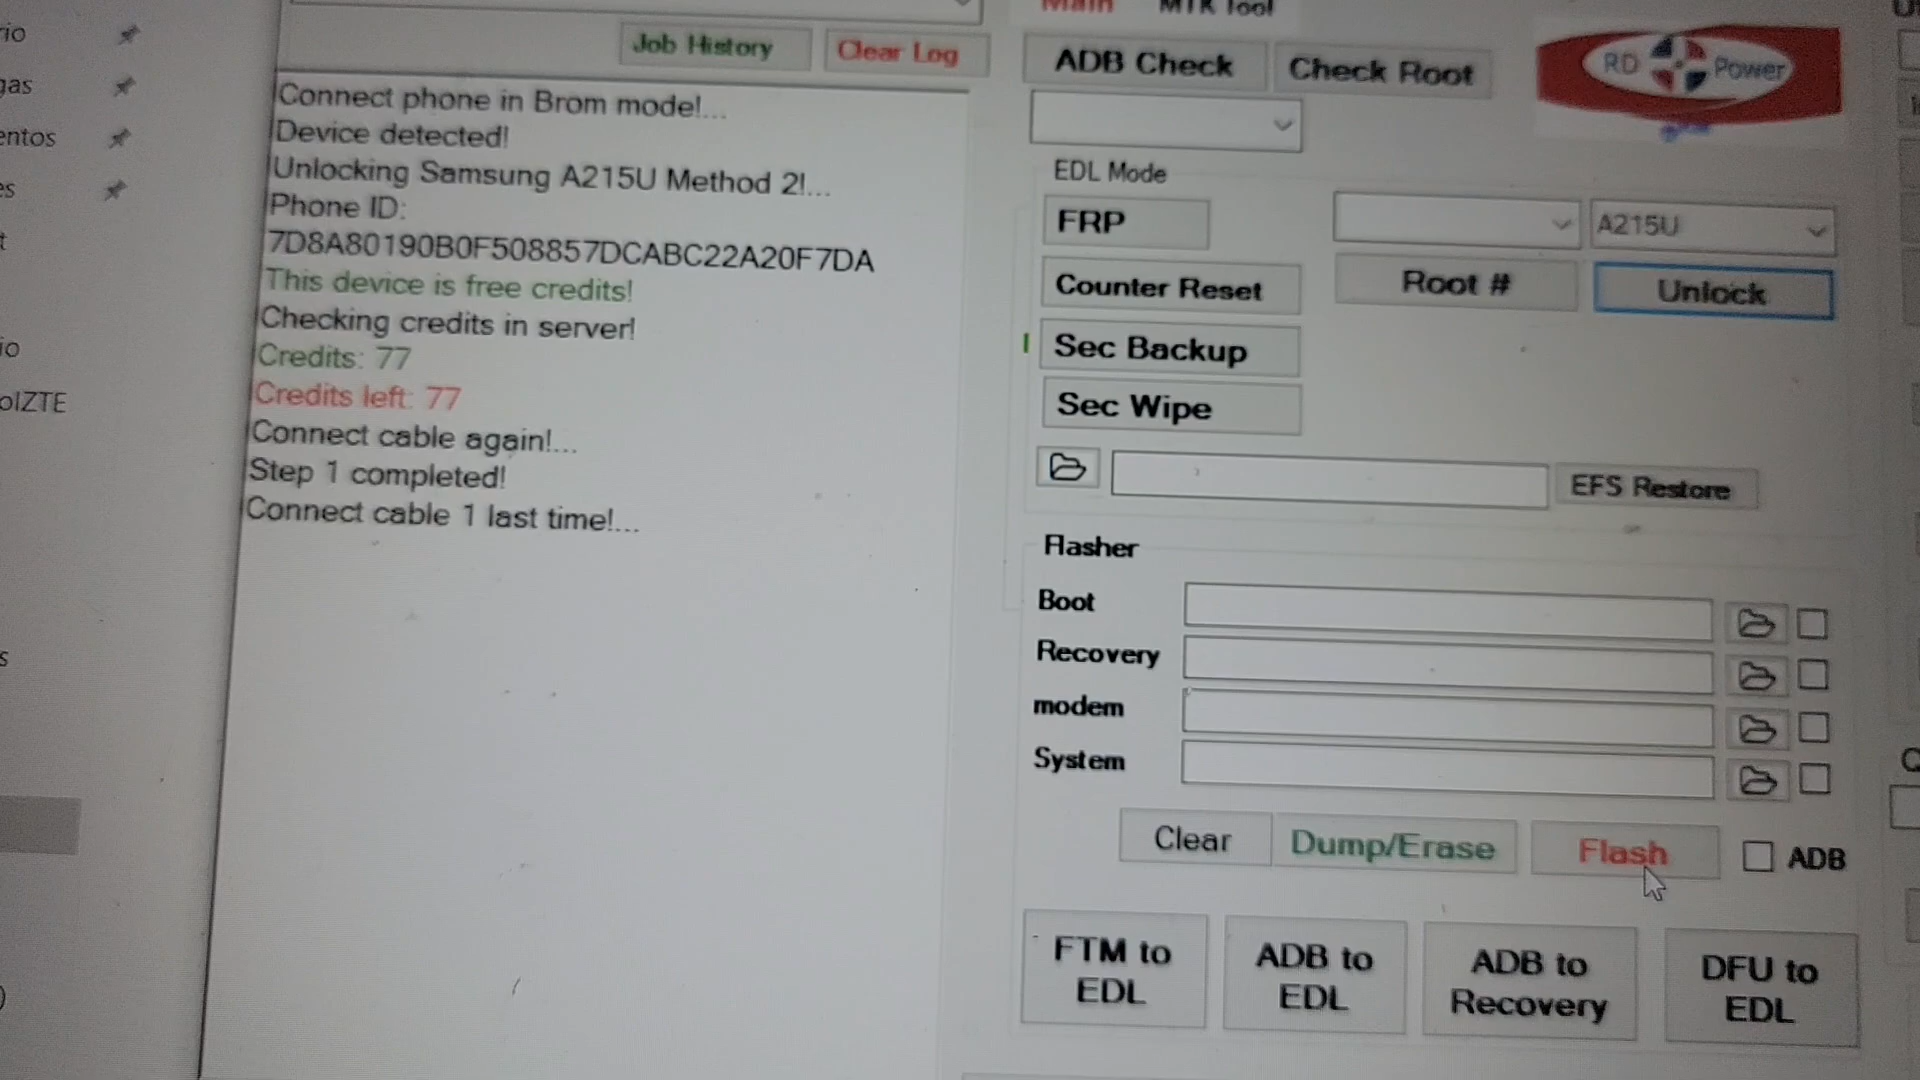 io
gas
entos
es
t
io
olZTE
s
)
Job History
Clear Log
Connect phone in Brom mode!...
Device detected!
Unlocking Samsung A215U Method 2!...
Phone ID:
7D8A80190B0F508857DCABC22A20F7DA
This device is free credits!
Checking credits in server!
Credits: 77
Credits left: 77
Connect cable again!...
Step 1 completed!
Connect cable 1 last time!...
Main MTK Tool
ADB Check Check Root
RD Power
EDL Mode
FRP
A215U
Counter Reset
Root #
Unlock
Sec Backup
Sec Wipe
EFS Restore
Flasher
Boot
Recovery
modem
System
Clear
Dump/Erase
Flash
ADB
FTM to
EDL
ADB to
EDL
ADB to
Recovery
DFU to
EDL